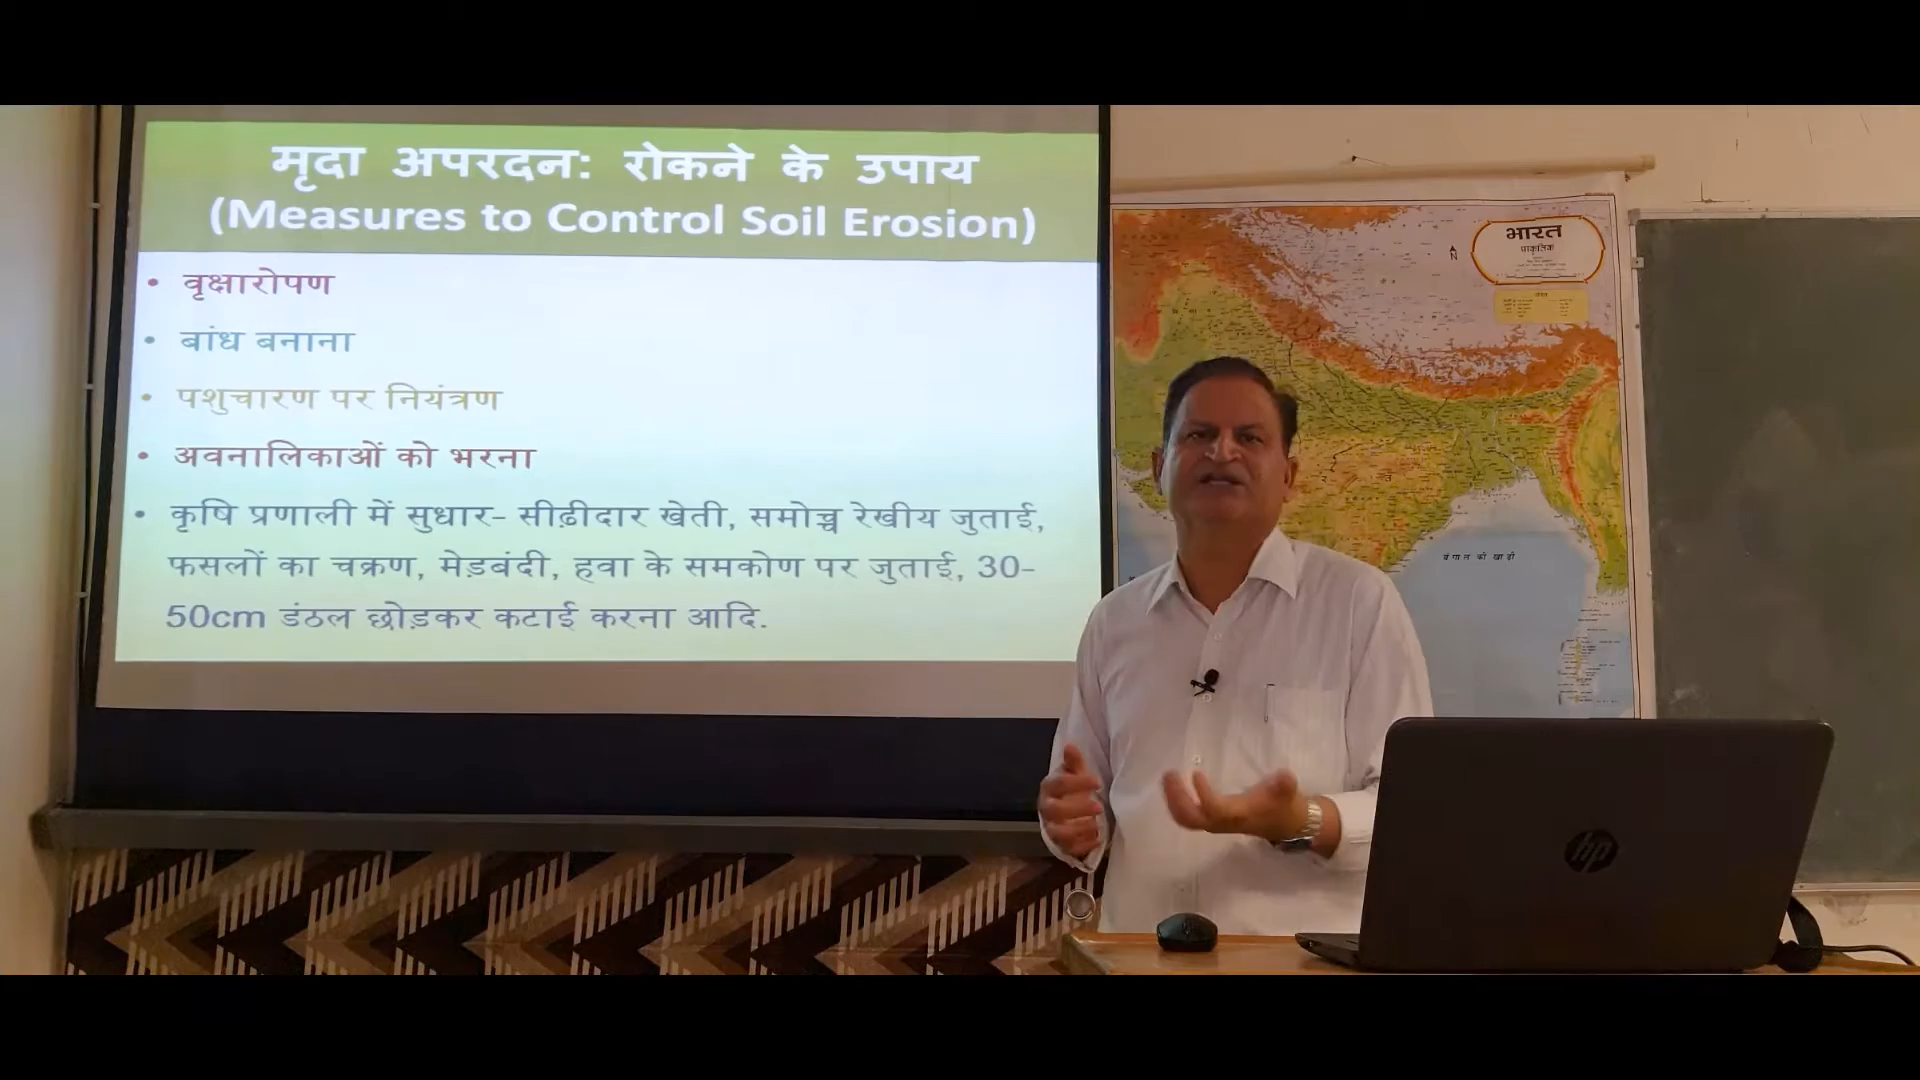 मृदा अपरदन: रोकने के उपाय
(Measures to Control Soil Erosion)
• वृक्षारोपण
• बांध बनाना
• पशुचारण पर नियंत्रण
• अवनालिकाओं को भरना
• कृषि प्रणाली में सुधार- सीढ़ीदार खेती, समोच्च रेखीय जुताई,
फसलों का चक्रण, मेड़बंदी, हवा के समकोण पर जुताई, 30-
50cm डंठल छोड़कर कटाई करना आदि.
भारत
प्राकृतिक
N
बंगाल की खाड़ी
hp